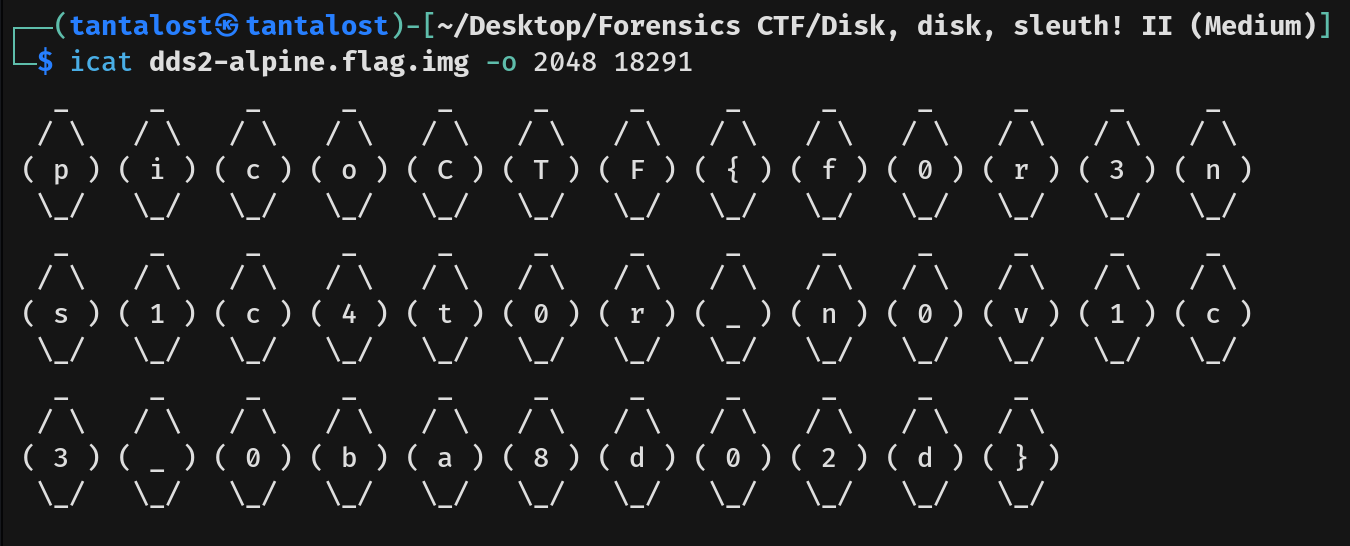 ┌──(tantalost㉿tantalost)-[~/Desktop/Forensics CTF/Disk, disk, sleuth! II (Medium)]
└─$ icat dds2-alpine.flag.img -o 2048 18291
   _     _     _     _     _     _     _     _     _     _     _     _     _
  / \   / \   / \   / \   / \   / \   / \   / \   / \   / \   / \   / \   / \
 ( p ) ( i ) ( c ) ( o ) ( C ) ( T ) ( F ) ( { ) ( f ) ( 0 ) ( r ) ( 3 ) ( n )
  \_/   \_/   \_/   \_/   \_/   \_/   \_/   \_/   \_/   \_/   \_/   \_/   \_/
   _     _     _     _     _     _     _     _     _     _     _     _     _
  / \   / \   / \   / \   / \   / \   / \   / \   / \   / \   / \   / \   / \
 ( s ) ( 1 ) ( c ) ( 4 ) ( t ) ( 0 ) ( r ) ( _ ) ( n ) ( 0 ) ( v ) ( 1 ) ( c )
  \_/   \_/   \_/   \_/   \_/   \_/   \_/   \_/   \_/   \_/   \_/   \_/   \_/
   _     _     _     _     _     _     _     _     _     _     _
  / \   / \   / \   / \   / \   / \   / \   / \   / \   / \   / \
 ( 3 ) ( _ ) ( 0 ) ( b ) ( a ) ( 8 ) ( d ) ( 0 ) ( 2 ) ( d ) ( } )
  \_/   \_/   \_/   \_/   \_/   \_/   \_/   \_/   \_/   \_/   \_/